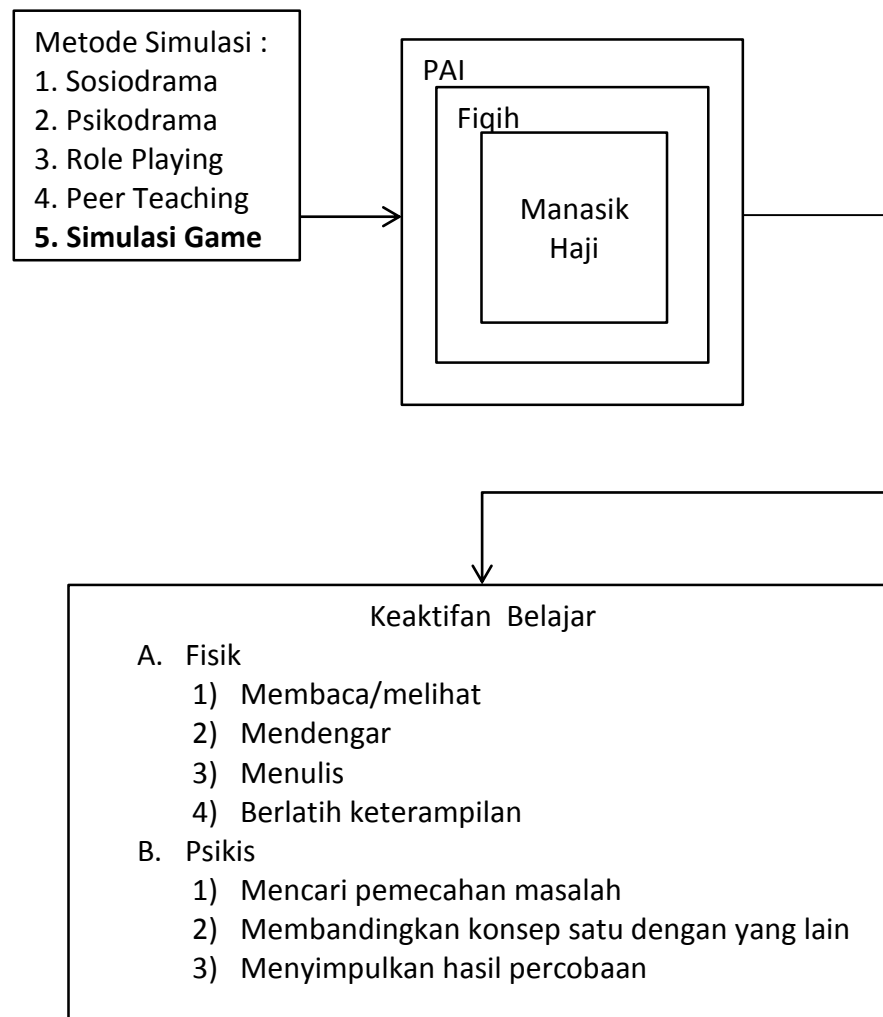 Metode Simulasi :
1. Sosiodrama
2. Psikodrama
3. Role Playing
4. Peer Teaching
5. Simulasi Game
PAI
Fiqih
Manasik
Haji
Keaktifan Belajar
A. Fisik
1) Membaca/melihat
2) Mendengar
3) Menulis
4) Berlatih keterampilan
B. Psikis
1) Mencari pemecahan masalah
2) Membandingkan konsep satu dengan yang lain
3) Menyimpulkan hasil percobaan